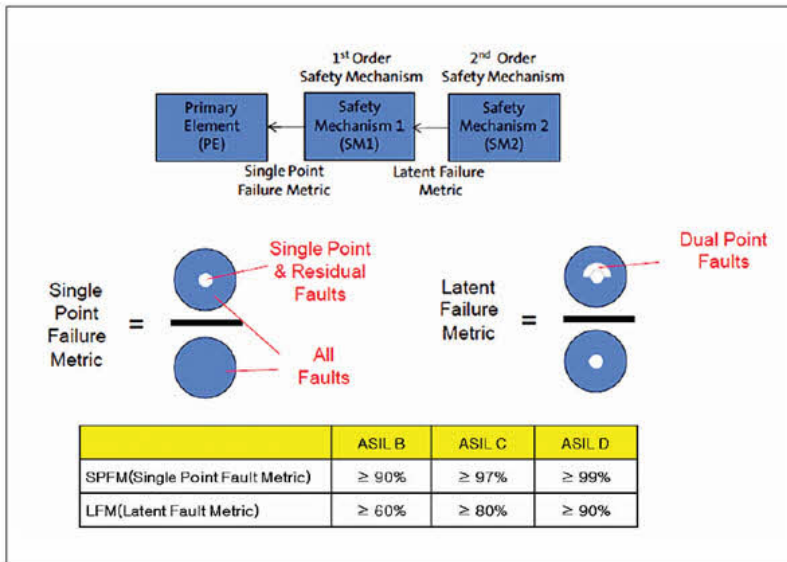 1st Order
Safety Mechanism
2nd Order
Safety Mechanism
Primary
Element
(PE)
Safety
Mechanism 1
(SM1)
Safety
Mechanism 2
(SM2)
Single Point
Failure Metric
Latent Failure
Metric
Single
Point
Failure
Metric
=
Single Point
& Residual
Faults
All
Faults
Latent
Failure
Metric
=
Dual Point
Faults
ASIL B ASIL C ASIL D
SPFM(Single Point Fault Metric) ≥ 90% ≥ 97% ≥ 99%
LFM(Latent Fault Metric) ≥ 60% ≥ 80% ≥ 90%